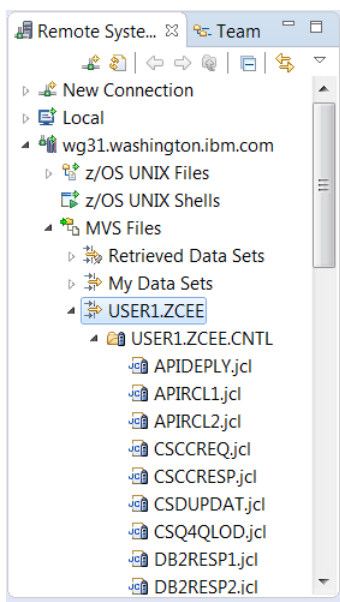 Remote Syste... Team
New Connection
Local
wg31.washington.ibm.com
z/OS UNIX Files
z/OS UNIX Shells
MVS Files
Retrieved Data Sets
My Data Sets
USER1.ZCEE
USER1.ZCEE.CNTL
APIDEPLY.jcl
APIRCL1.jcl
APIRCL2.jcl
CSCCREQ.jcl
CSCCRESP.jcl
CSDUPDAT.jcl
CSQ4QLOD.jcl
DB2RESP1.jcl
DB2RESP2.jcl